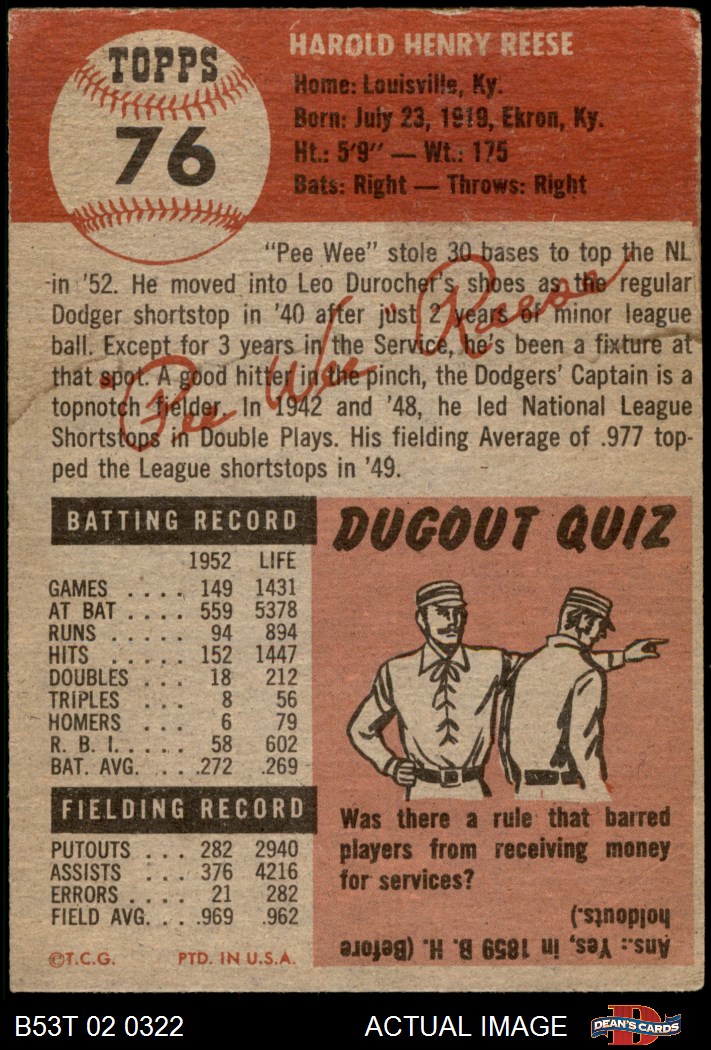 TOPPS
76
HAROLD HENRY REESE
Home: Louisville, Ky.
Born: July 23, 1919, Ekron, Ky.
Ht.: 5'9" — Wt.: 175
Bats: Right — Throws: Right
"Pee Wee" stole 30 bases to top the NL
in '52. He moved into Leo Durocher's shoes as the regular
Dodger shortstop in '40 after just 2 years of minor league
ball. Except for 3 years in the Service, he's been a fixture at
that spot. A good hitter in the pinch, the Dodgers' Captain is a
topnotch fielder. In 1942 and '48, he led National League
Shortstops in Double Plays. His fielding Average of .977 top-
ped the League shortstops in '49.
"Pee Wee" Reese
BATTING RECORD
1952 LIFE
GAMES .... 149 1431
AT BAT .... 559 5378
RUNS ..... 94 894
HITS ..... 152 1447
DOUBLES ... 18 212
TRIPLES ... 8 56
HOMERS ... 6 79
R. B. I...... 58 602
BAT. AVG. ... .272 .269
FIELDING RECORD
PUTOUTS ... 282 2940
ASSISTS .... 376 4216
ERRORS .... 21 282
FIELD AVG. .. .969 .962
©T.C.G. PTD. IN U.S.A.
DUGOUT QUIZ
Was there a rule that barred
players from receiving money
for services?
Ans.: Yes, in 1859 B. H. (Before
holdouts.)
B53T 02 0322 ACTUAL IMAGE
D
DEAN'S CARDS